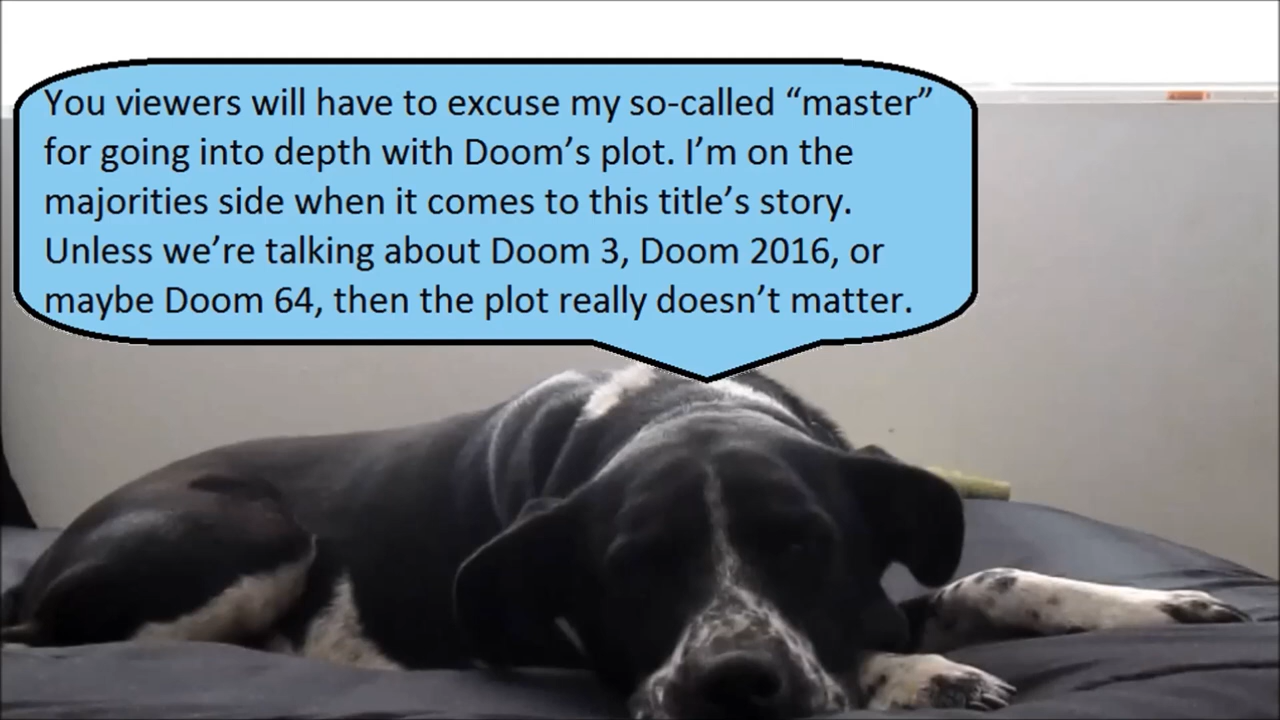 You viewers will have to excuse my so-called “master”
for going into depth with Doom’s plot. I’m on the
majorities side when it comes to this title’s story.
Unless we’re talking about Doom 3, Doom 2016, or
maybe Doom 64, then the plot really doesn’t matter.